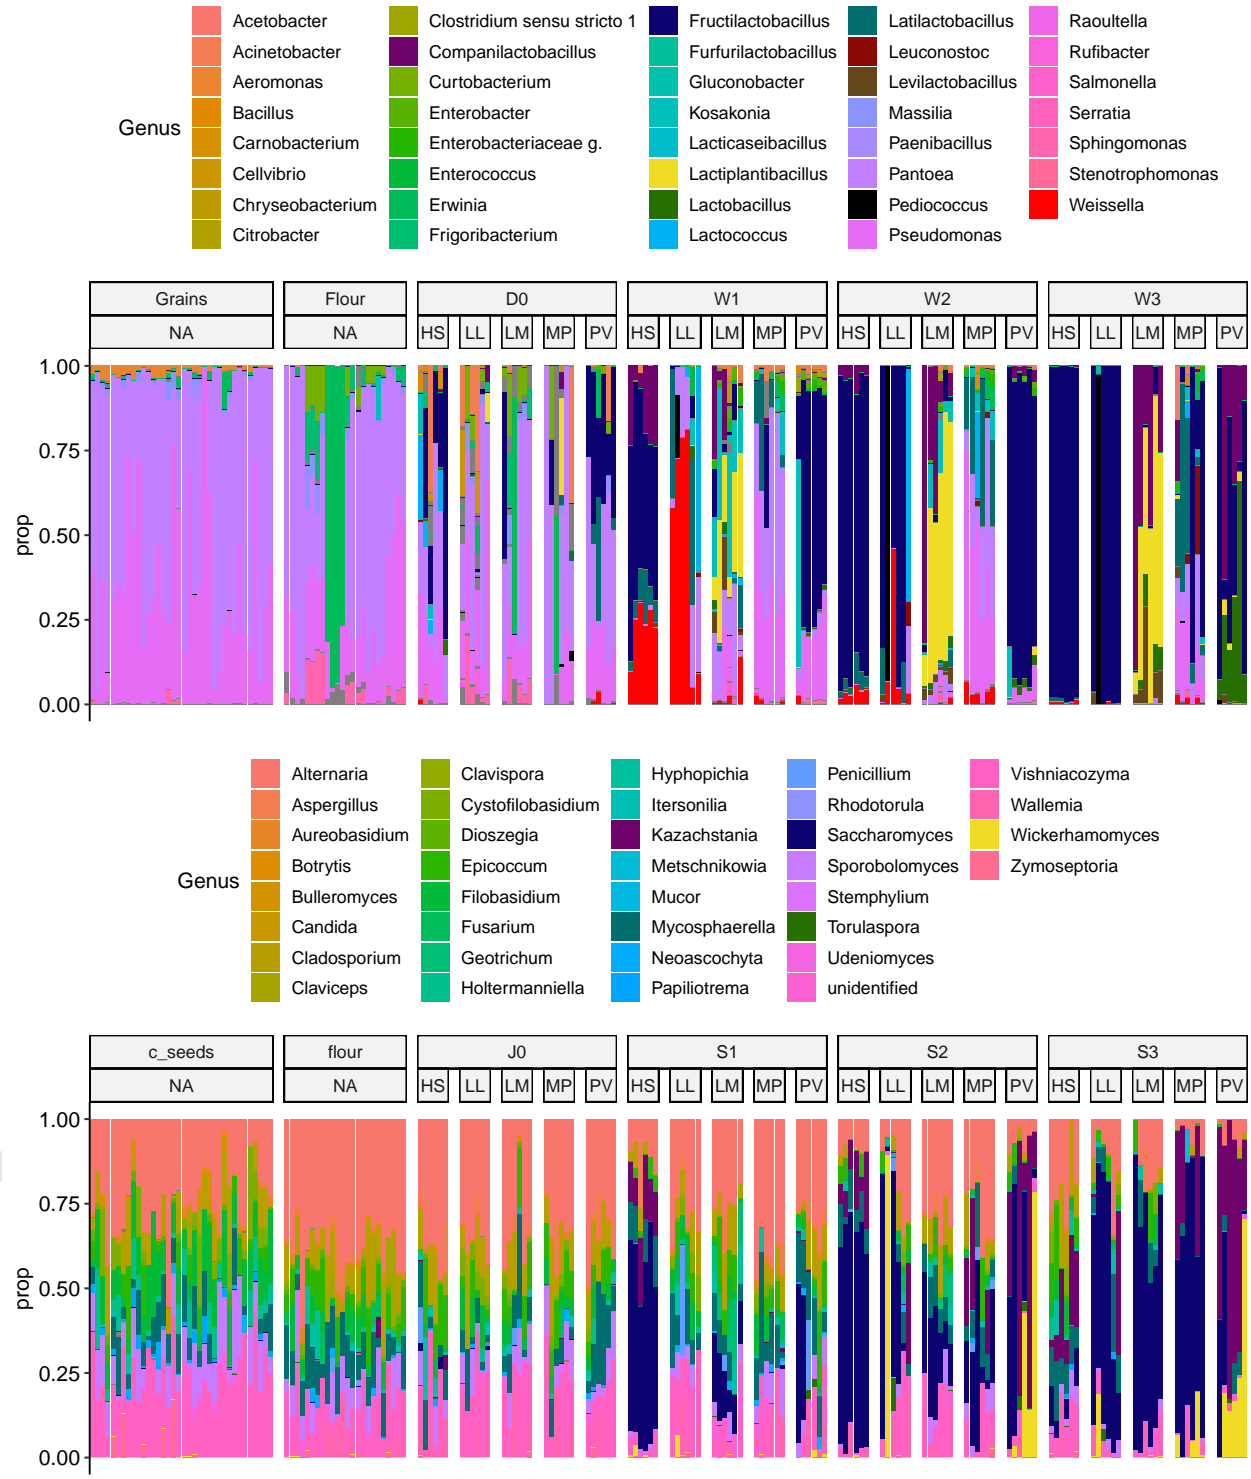 Acetobacter Clostridium sensu stricto 1 Fructilactobacillus Latilactobacillus Raoultella
Acinetobacter Companilactobacillus Furfurilactobacillus Leuconostoc Rufibacter
Aeromonas Curtobacterium Gluconobacter Levilactobacillus Salmonella
Bacillus Enterobacter Kosakonia Massilia Serratia
Genus Carnobacterium Enterobacteriaceae g. Lacticaseibacillus Paenibacillus Sphingomonas
Cellvibrio Enterococcus Lactiplantibacillus Pantoea Stenotrophomonas
Chryseobacterium Erwinia Lactobacillus Pediococcus Weissella
Citrobacter Frigoribacterium Lactococcus Pseudomonas
Grains Flour D0 W1 W2 W3
NA NA HS LL LM MP PV HS LL LM MP PV HS LL LM MP PV HS LL LM MP PV
1.00
0.75
0.50
0.25
0.00
prop
Alternaria Clavispora Hyphopichia Penicillium Vishniacozyma
Aspergillus Cystofilobasidium Itersonilia Rhodotorula Wallemia
Aureobasidium Dioszegia Kazachstania Saccharomyces Wickerhamomyces
Botrytis Epicoccum Metschnikowia Sporobolomyces Zymoseptoria
Genus Bulleromyces Filobasidium Mucor Stemphylium
Candida Fusarium Mycosphaerella Torulaspora
Cladosporium Geotrichum Neoascochyta Udeniomyces
Claviceps Holtermanniella Papiliotrema unidentified
c_seeds flour J0 S1 S2 S3
NA NA HS LL LM MP PV HS LL LM MP PV HS LL LM MP PV HS LL LM MP PV
1.00
0.75
0.50
0.25
0.00
prop